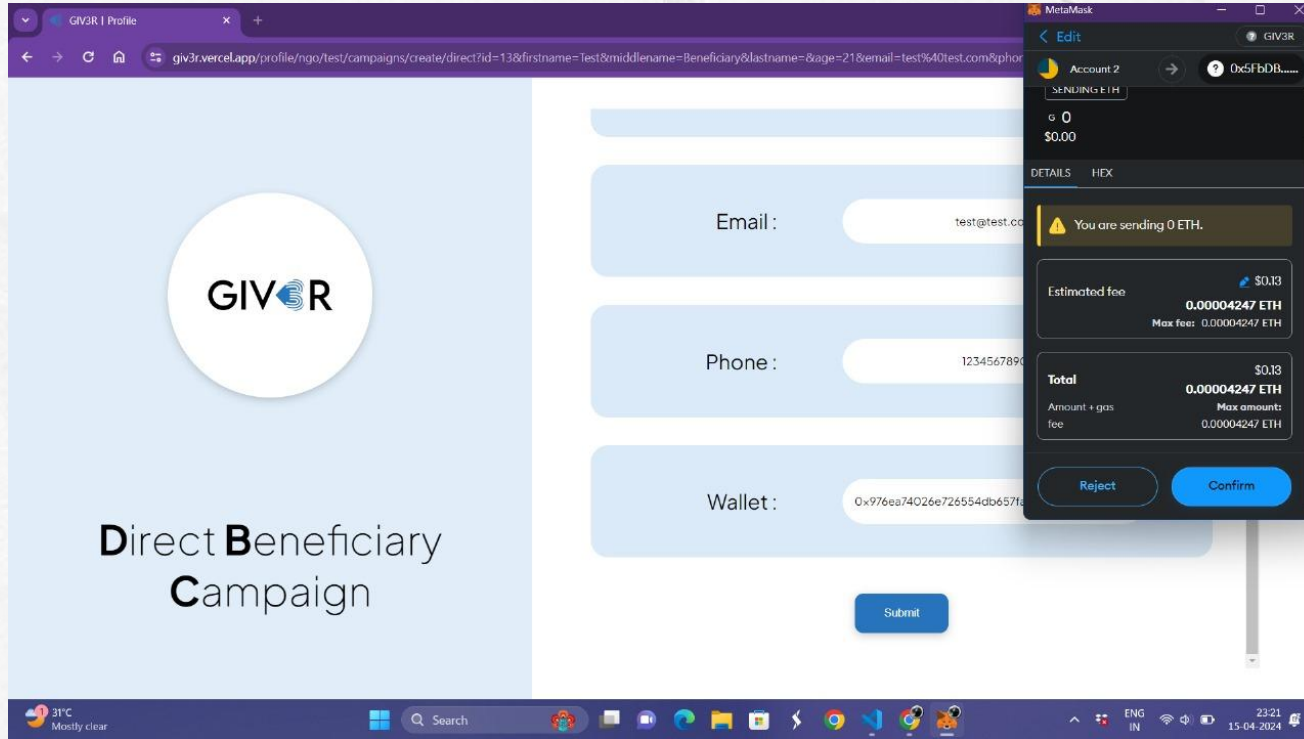 GIV3R | Profile
giv3r.vercel.app/profile/ngo/test/campaigns/create/direct?id=13&firstname=Test&middlename=Beneficiary&lastname=&age=21&email=test%40test.com&phor
GIV3R
Direct Beneficiary
Campaign
Email :
test@test.co
Phone :
1234567890
Wallet :
0x976ea74026e726554db657fa
Submit
MetaMask
Edit
GIV3R
Account 2
0x5FbDB......
SENDING ETH
G 0
$0.00
DETAILS HEX
You are sending 0 ETH.
Estimated fee
$0.13
0.00004247 ETH
Max fee: 0.00004247 ETH
Total
$0.13
0.00004247 ETH
Amount + gas
fee
Max amount:
0.00004247 ETH
Reject
Confirm
1
31°C
Mostly clear
Search
ENG
IN
23:21
15-04-2024